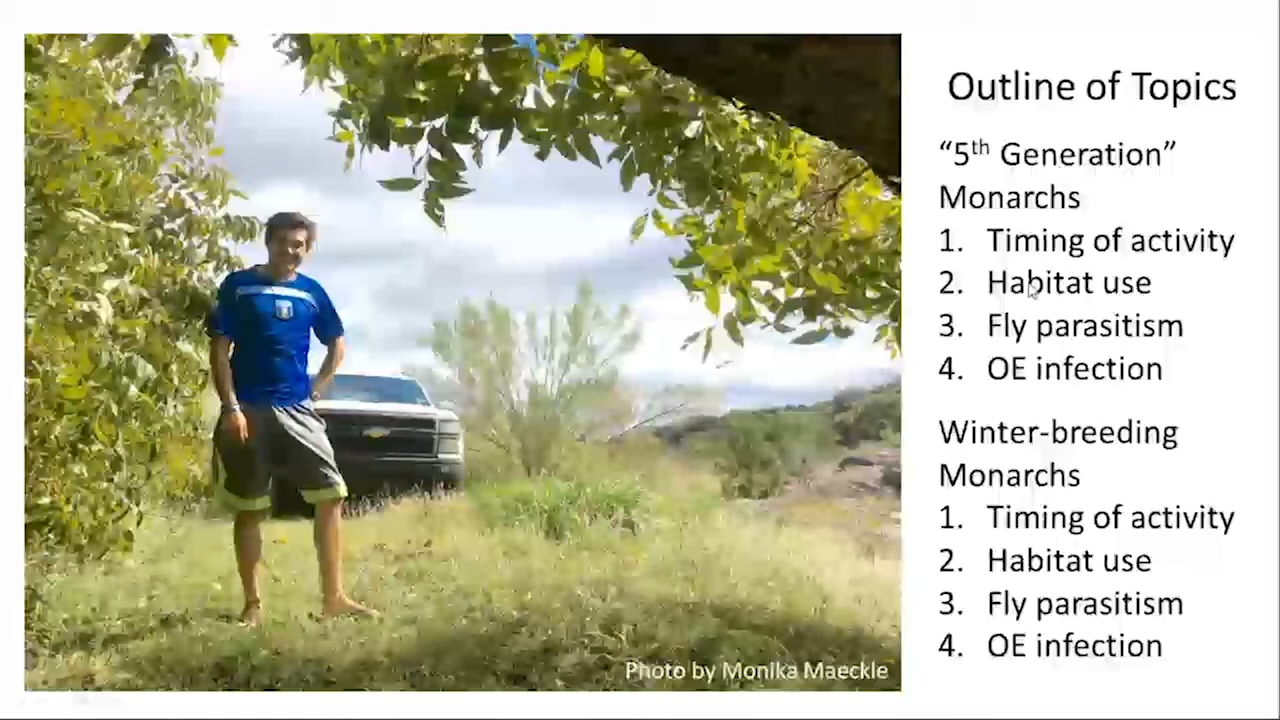 Outline of Topics
“5th Generation”
Monarchs
1. Timing of activity
2. Habitat use
3. Fly parasitism
4. OE infection
Winter-breeding
Monarchs
1. Timing of activity
2. Habitat use
3. Fly parasitism
4. OE infection
Photo by Monika Maeckle